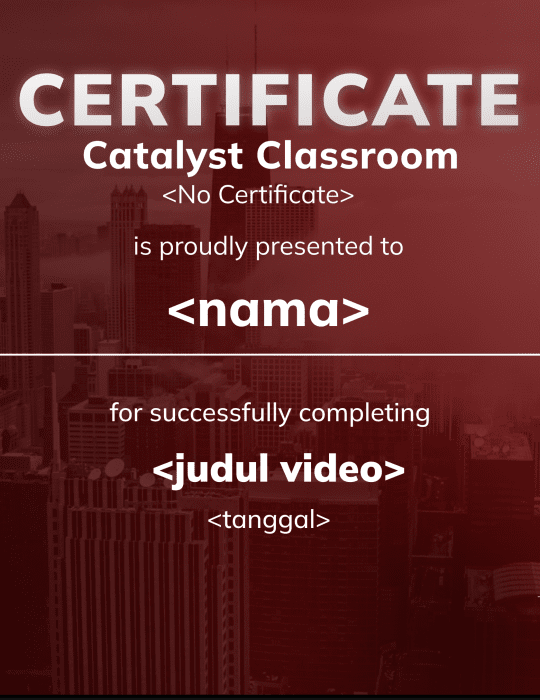 CERTIFICATE
Catalyst Classroom
<No Certificate>
is proudly presented to
<nama>
for successfully completing
<judul video>
<tanggal>